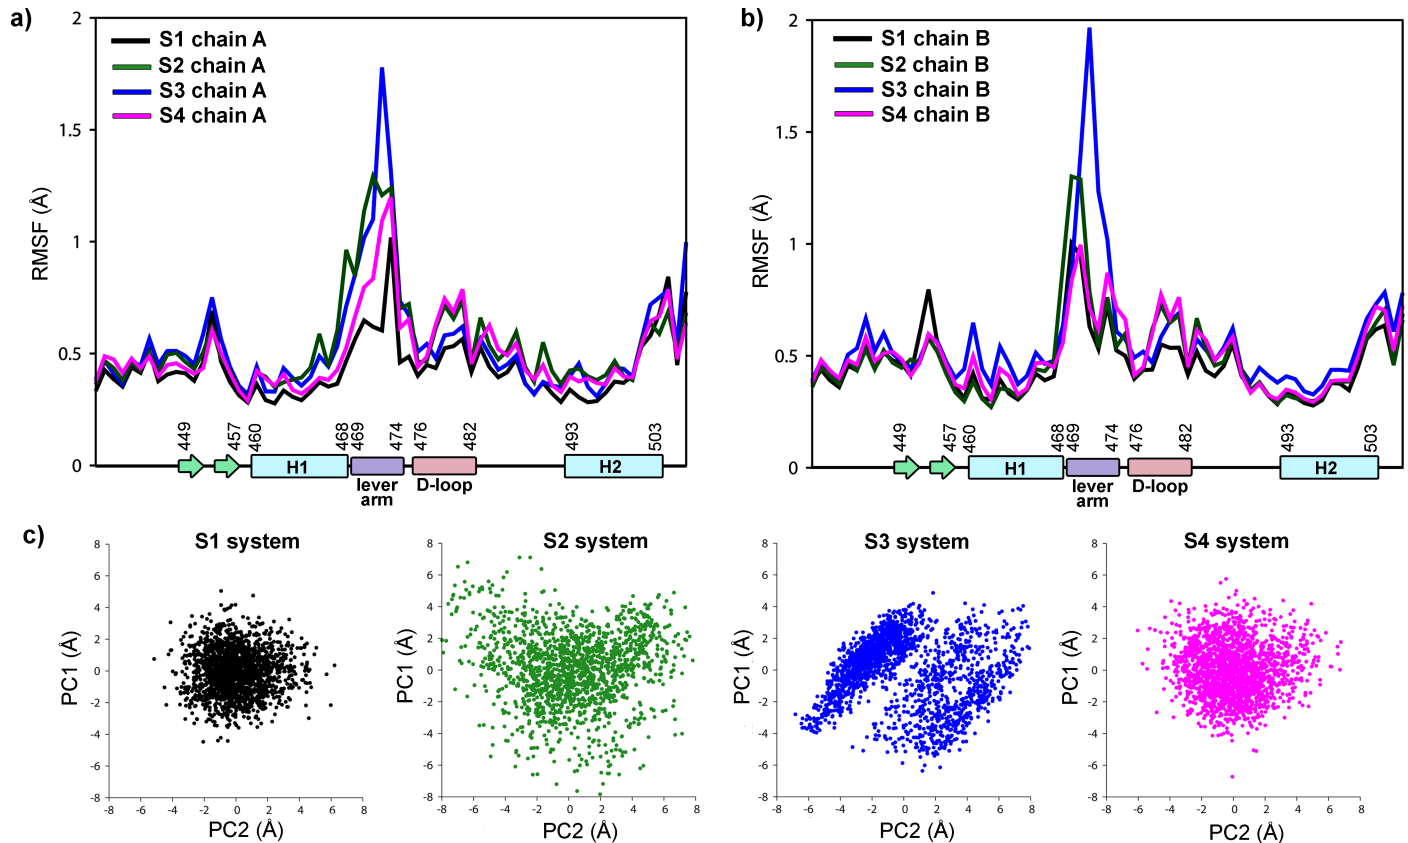 a)
S1 chain A
S2 chain A
S3 chain A
S4 chain A
2
1.5
1
0.5
0
RMSF (Å)
449
457
460
468
469
474
476
482
493
503
H1
lever
arm
D-loop
H2
b)
S1 chain B
S2 chain B
S3 chain B
S4 chain B
2
1.5
1
0.5
0
RMSF (Å)
449
457
460
468
469
474
476
482
493
503
H1
lever
arm
D-loop
H2
c)
S1 system
8
6
4
2
0
-2
-4
-6
-8
PC1 (Å)
-8 -6 -4 -2 0 2 4 6 8
PC2 (Å)
S2 system
8
6
4
2
0
-2
-4
-6
-8
PC1 (Å)
-8 -6 -4 -2 0 2 4 6 8
PC2 (Å)
S3 system
8
6
4
2
0
-2
-4
-6
-8
PC1 (Å)
-8 -6 -4 -2 0 2 4 6 8
PC2 (Å)
S4 system
8
6
4
2
0
-2
-4
-6
-8
PC1 (Å)
-8 -6 -4 -2 0 2 4 6 8
PC2 (Å)